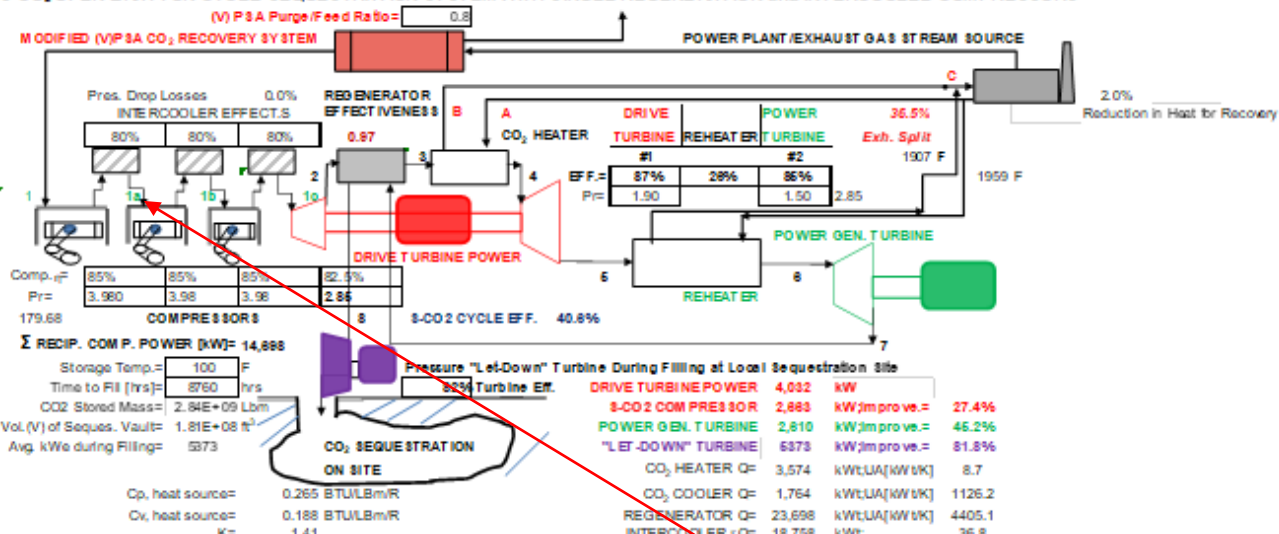 (V) PSA Purge/Feed Ratio= 0.8
MODIFIED (V)PSA CO₂ RECOVERY SYSTEM
POWER PLANT/EXHAUST GAS STREAM SOURCE
C
Pres. Drop Losses 0.0%
REGENERATOR
2.0%
INTERCOOLER EFFECT.S
EFFECTIVENESS
B
A
DRIVE
POWER
36.5%
Reduction in Heat for Recovery
80% 80% 80%
0.97
CO₂ HEATER
TURBINE REHEATER TURBINE
Exh. Split
#1 #2
1907 F
2
3
4
EFF.= 87% 26% 85%
1959 F
Pr= 1.90 1.50 2.85
1
1a
1b
1c
POWER GEN. TURBINE
DRIVE TURBINE POWER
5
6
REHEATER
Comp.η= 85% 85% 85% 82.5%
Pr= 3.980 3.98 3.98 2.85
179.68
COMPRESSORS
8
S-CO2 CYCLE EFF. 40.6%
7
Σ RECIP. COMP. POWER [kW]= 14,698
Storage Temp.= 100 F
Pressure "Let-Down" Turbine During Filling at Local Sequestration Site
Time to Fill [hrs]= 8760 hrs
82% Turbine Eff.
DRIVE TURBINE POWER 4,032 kW
CO2 Stored Mass= 2.84E+09 Lbm
S-CO2 COMPRESSOR 2,663 kW;Improve.= 27.4%
Vol.(V) of Seques. Vault= 1.81E+08 ft³
POWER GEN. TURBINE 2,610 kW;Improve.= 45.2%
Avg. kWe during Filling= 5373
CO₂ SEQUESTRATION
ON SITE
"LET-DOWN" TURBINE 5373 kW;Improve.= 81.8%
CO₂ HEATER Q= 3,574 kWt;UA[kWt/K] 8.7
Cp, heat source= 0.265 BTU/LBm/R
CO₂ COOLER Q= 1,764 kWt;UA[kWt/K] 1126.2
Cv, heat source= 0.188 BTU/LBm/R
REGENERATOR Q= 23,698 kWt;UA[kWt/K] 4405.1
K= 1.41
INTERCOOLER Q= 18,758 kWt; 36.8